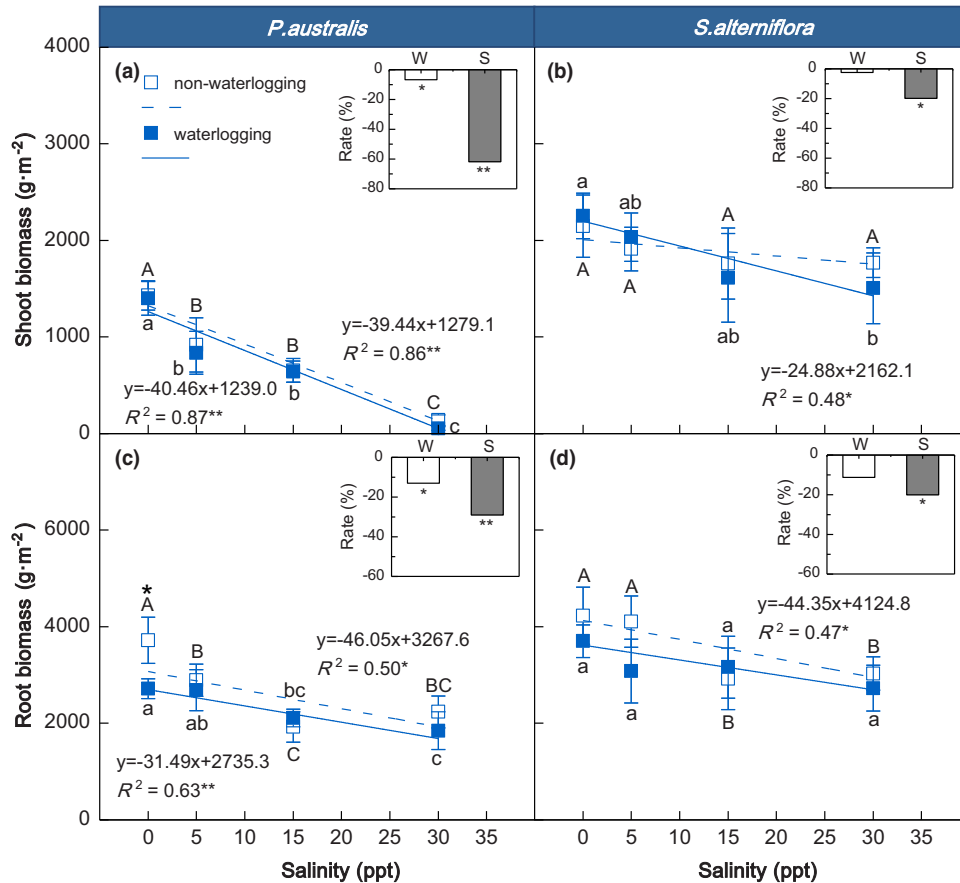 P.australis
S.alterniflora
Shoot biomass (g·m-2)
4000
3000
2000
1000
0
(a)
non-waterlogging
waterlogging
W S
Rate (%)
0
-20
-40
-60
-80
*
**
A
a
B
b
B
b
C
c
y=-39.44x+1279.1
R2 = 0.86**
y=-40.46x+1239.0
R2 = 0.87**
(b)
W S
Rate (%)
0
-20
-40
-60
-80
*
a
A
ab
A
A
ab
A
b
y=-24.88x+2162.1
R2 = 0.48*
Root biomass (g·m-2)
6000
4000
2000
0
(c)
W S
Rate (%)
0
-20
-40
-60
*
**
*
A
a
B
ab
bc
C
BC
c
y=-46.05x+3267.6
R2 = 0.50*
y=-31.49x+2735.3
R2 = 0.63**
(d)
W S
Rate (%)
0
-20
-40
-60
*
A
a
A
a
a
B
B
a
y=-44.35x+4124.8
R2 = 0.47*
0 5 10 15 20 25 30 35
0 5 10 15 20 25 30 35
Salinity (ppt)
Salinity (ppt)